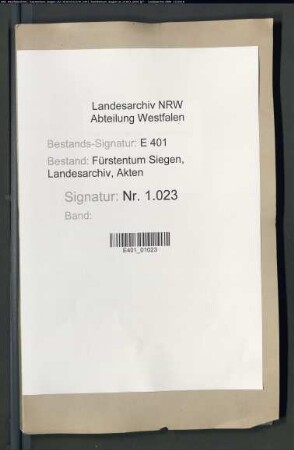 Landesarchiv NRW
Abteilung Westfalen
Bestands-Signatur: E 401
Bestand: Fürstentum Siegen,
Landesarchiv, Akten
Signatur: Nr. 1.023
Band:
E401_01023